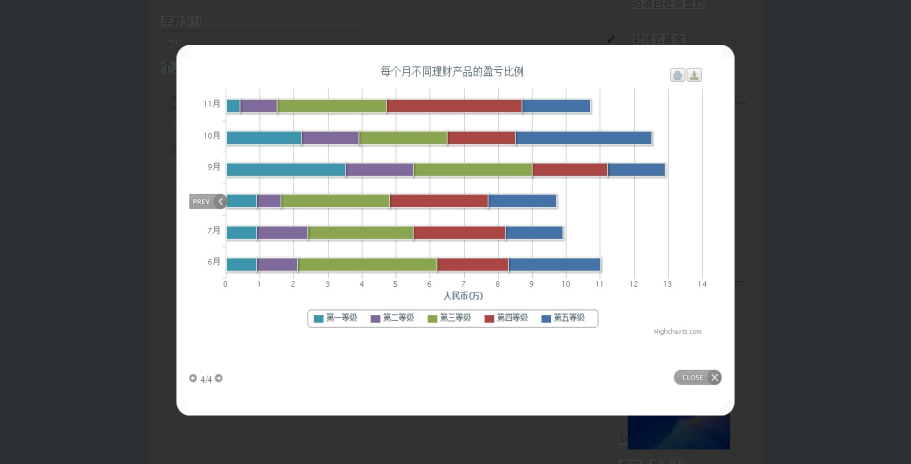 每个月不同理财产品的盈亏比例
11月
10月
9月
PREV
7月
6月
0 1 2 3 4 5 6 7 8 9 10 11 12 13 14
人民币(万)
第一等级 第二等级 第三等级 第四等级 第五等级
Highcharts.com
4/4
CLOSE